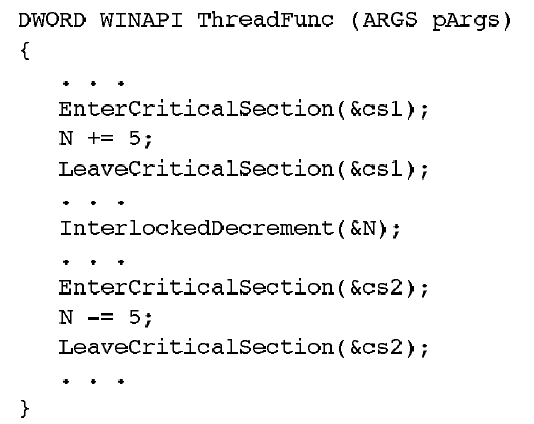 DWORD WINAPI ThreadFunc (ARGS pArgs)
{
. . .
EnterCriticalSection(&cs1);
N += 5;
LeaveCriticalSection(&cs1);
. . .
InterlockedDecrement(&N);
. . .
EnterCriticalSection(&cs2);
N -= 5;
LeaveCriticalSection(&cs2);
. . .
}